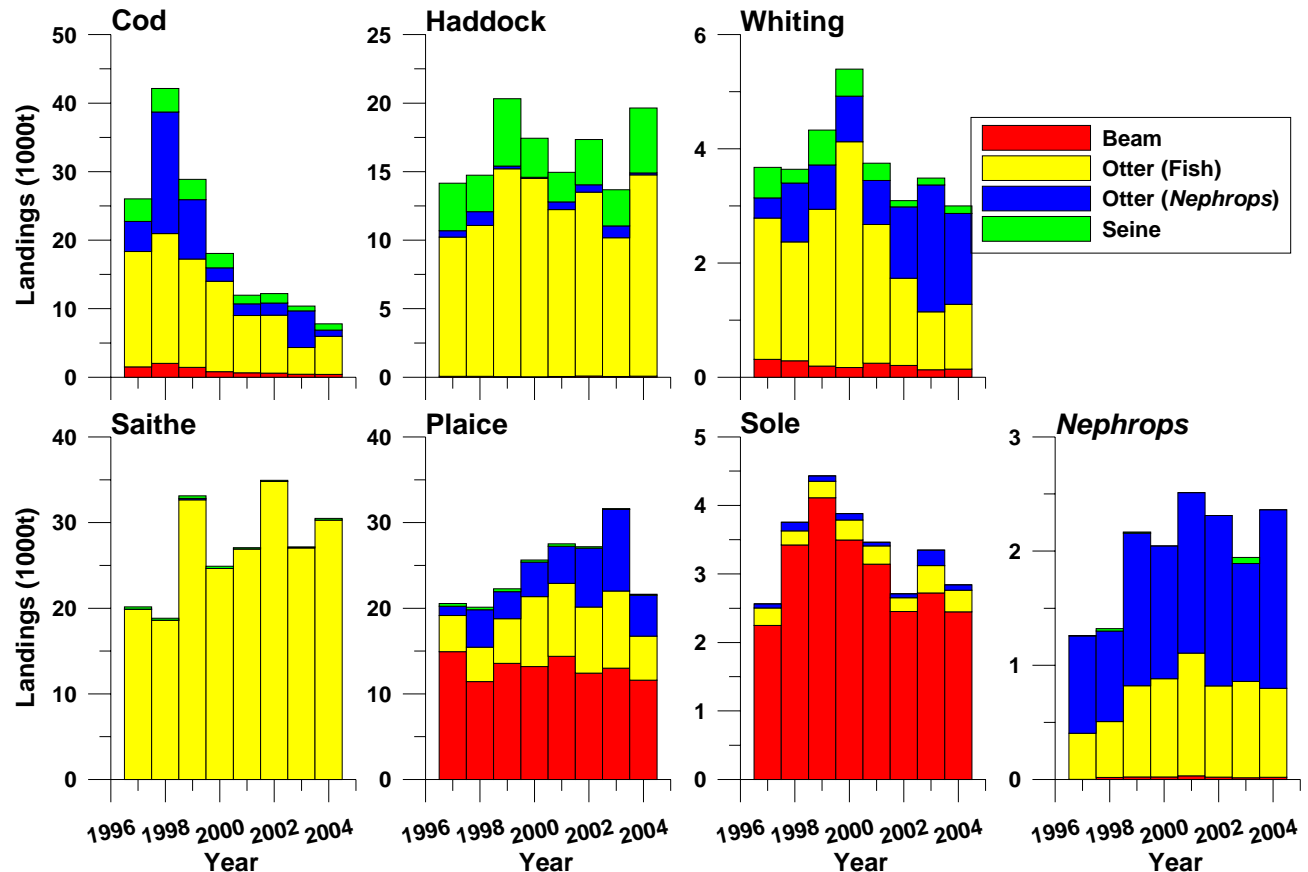 Cod
Haddock
Whiting
50
40
30
20
10
0
Landings (1000t)
25
20
15
10
5
0
6
4
2
0
Beam
Otter (Fish)
Otter (Nephrops)
Seine
Saithe
Plaice
Sole
Nephrops
40
30
20
10
0
Landings (1000t)
1996 1998 2000 2002 2004
Year
40
30
20
10
0
1996 1998 2000 2002 2004
Year
5
4
3
2
1
0
1996 1998 2000 2002 2004
Year
3
2
1
0
1996 1998 2000 2002 2004
Year